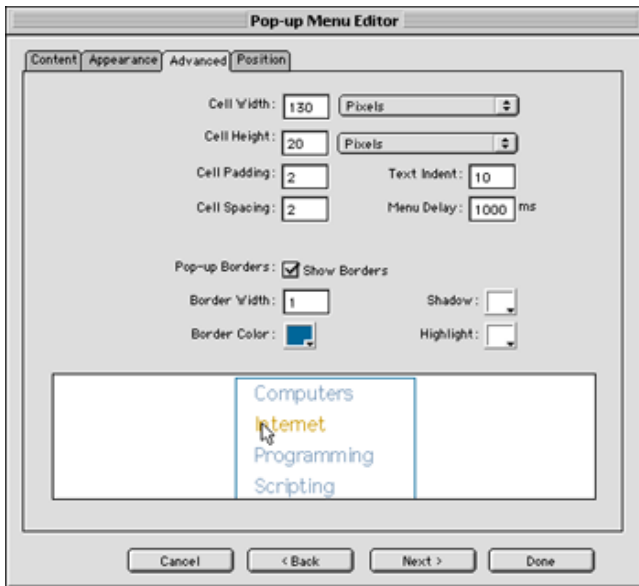 Pop-up Menu Editor
Content Appearance Advanced Position
Cell Width: 130 Pixels
Cell Height: 20 Pixels
Cell Padding: 2 Text Indent: 10
Cell Spacing: 2 Menu Delay: 1000 ms
Pop-up Borders: Show Borders
Border Width: 1 Shadow:
Border Color: Highlight:
Computers
Internet
Programming
Scripting
Cancel < Back Next > Done